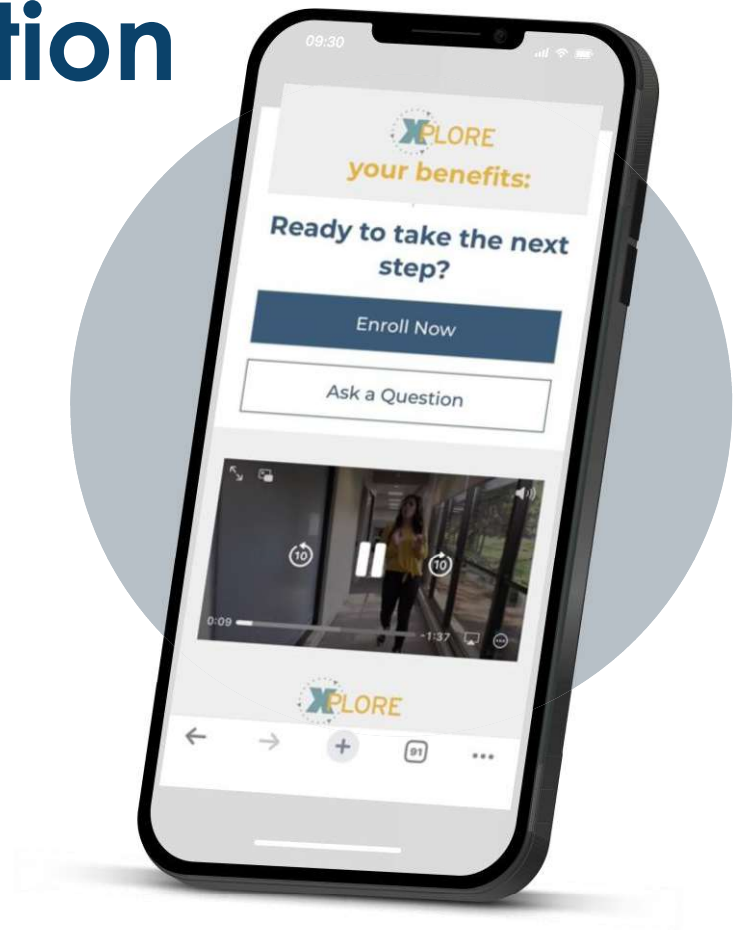 tion
09:30
XPLORE
your benefits:
Ready to take the next
step?
Enroll Now
Ask a Question
10
10
0:09
-1:37
XPLORE
91